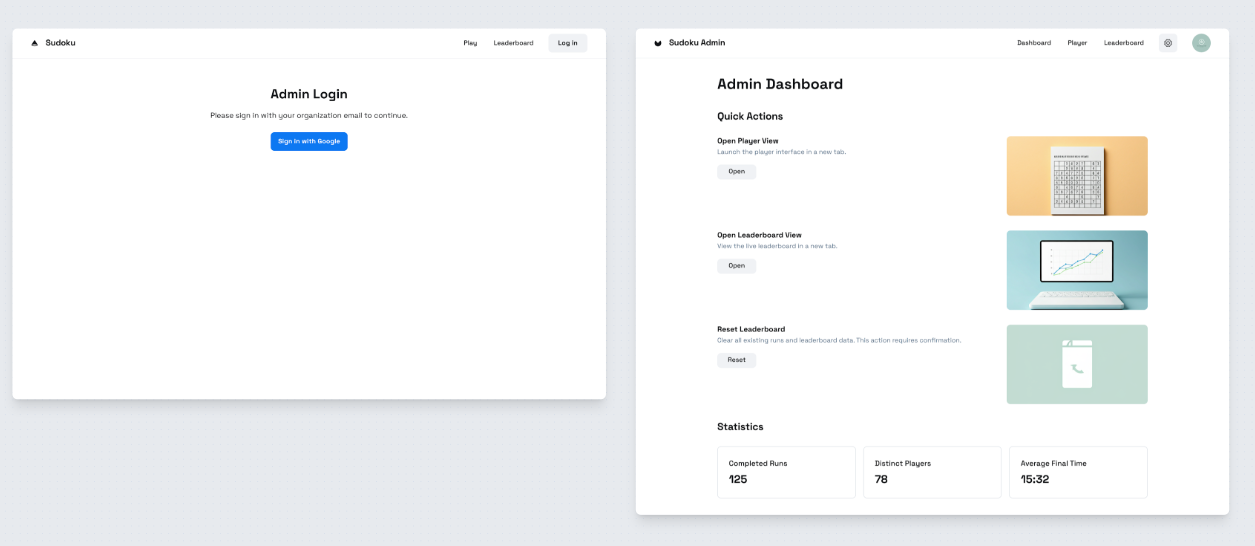 Sudoku
Play
Leaderboard
Log in
Admin Login
Please sign in with your organization email to continue.
Sign in with Google
Sudoku Admin
Dashboard
Player
Leaderboard
Admin Dashboard
Quick Actions
Open Player View
Launch the player interface in a new tab.
Open
Open Leaderboard View
View the live leaderboard in a new tab.
Open
Reset Leaderboard
Clear all existing runs and leaderboard data. This action requires confirmation.
Reset
Statistics
Completed Runs
125
Distinct Players
78
Average Final Time
15:32